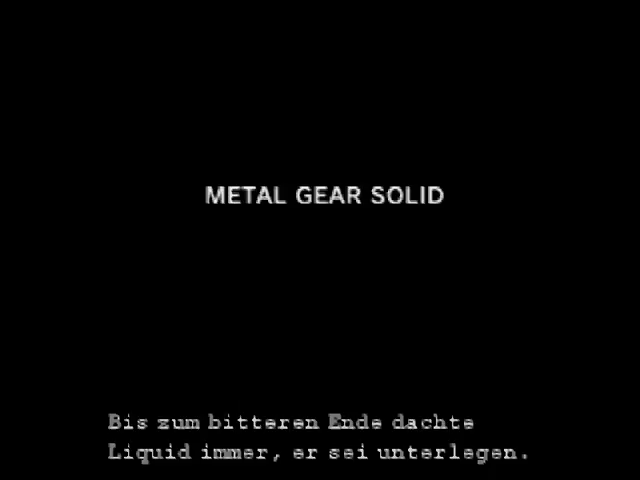 METAL GEAR SOLID
Bis zum bitteren Ende dachte
Liquid immer, er sei unterlegen.